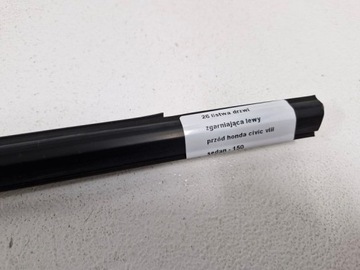 26 listwa drzwi
zgarniająca lewy
przód honda civic viii
sedan - 150